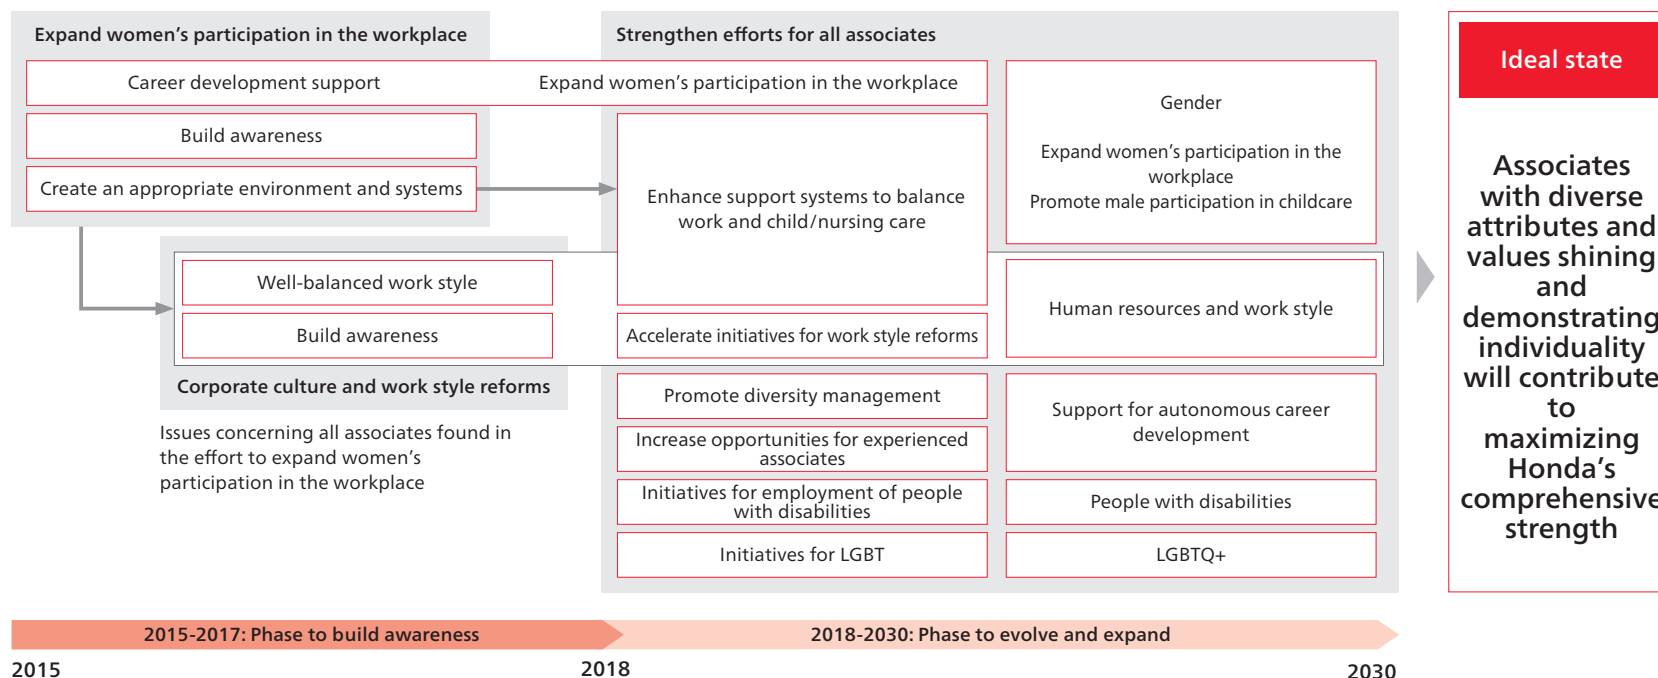 Expand women's participation in the workplace
Career development support
Build awareness
Create an appropriate environment and systems
Well-balanced work style
Build awareness
Corporate culture and work style reforms
Issues concerning all associates found in
the effort to expand women's
participation in the workplace
Strengthen efforts for all associates
Expand women's participation in the workplace
Enhance support systems to balance
work and child/nursing care
Accelerate initiatives for work style reforms
Promote diversity management
Increase opportunities for experienced
associates
Initiatives for employment of people
with disabilities
Initiatives for LGBT
Gender
Expand women's participation in the
workplace
Promote male participation in childcare
Human resources and work style
Support for autonomous career
development
People with disabilities
LGBTQ+
Ideal state
Associates
with diverse
attributes and
values shining
and
demonstrating
individuality
will contribute
to
maximizing
Honda's
comprehensive
strength
2015-2017: Phase to build awareness
2018-2030: Phase to evolve and expand
2015
2018
2030